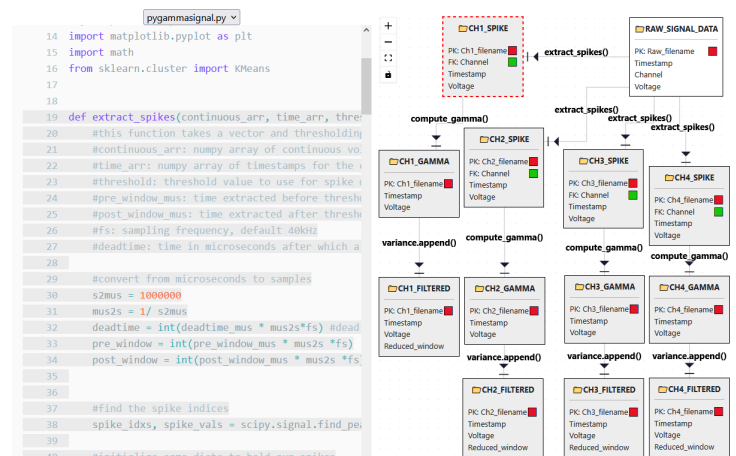 pygammasignal.py
14 import matplotlib.pyplot as plt
15 import math
16 from sklearn.cluster import KMeans
17
18
19 def extract_spikes(continuous_arr, time_arr, thres
20 #this function takes a vector and thresholding
21 #continuous_arr: numpy array of continuous vol
22 #time_arr: numpy array of timestamps for the c
23 #threshold: threshold value to use for spike d
24 #pre_window_mus: time extracted before thresho
25 #post_window_mus: time extracted after thresho
26 #fs: sampling frequency, default 40kHz
27 #deadtime: time in microseconds after which a
28
29 #convert from microseconds to samples
30 s2mus = 1000000
31 mus2s = 1/ s2mus
32 deadtime = int(deadtime_mus * mus2s*fs) #dead
33 pre_window = int(pre_window_mus * mus2s *fs)
34 post_window = int(post_window_mus * mus2s *fs)
35
36
37 #find the spike indices
38 spike_idxs, spike_vals = scipy.signal.find_pea
39
CH1_SPIKE
PK: Ch1_filename
FK: Channel
Timestamp
Voltage
extract_spikes()
RAW_SIGNAL_DATA
PK: Raw_filename
Timestamp
Channel
Voltage
compute_gamma()
extract_spikes()
extract_spikes()
extract_spikes()
CH1_GAMMA
PK: Ch1_filename
Timestamp
Voltage
CH2_SPIKE
PK: Ch2_filename
FK: Channel
Timestamp
Voltage
CH3_SPIKE
PK: Ch3_filename
FK: Channel
Timestamp
Voltage
CH4_SPIKE
PK: Ch4_filename
FK: Channel
Timestamp
Voltage
variance.append()
compute_gamma()
compute_gamma()
compute_gamma()
CH1_FILTERED
PK: Ch1_filename
Timestamp
Voltage
Reduced_window
CH2_GAMMA
PK: Ch2_filename
Timestamp
Voltage
CH3_GAMMA
PK: Ch3_filename
Timestamp
Voltage
CH4_GAMMA
PK: Ch4_filename
Timestamp
Voltage
variance.append()
variance.append()
variance.append()
CH2_FILTERED
PK: Ch2_filename
Timestamp
Voltage
Reduced_window
CH3_FILTERED
PK: Ch3_filename
Timestamp
Voltage
Reduced_window
CH4_FILTERED
PK: Ch4_filename
Timestamp
Voltage
Reduced_window